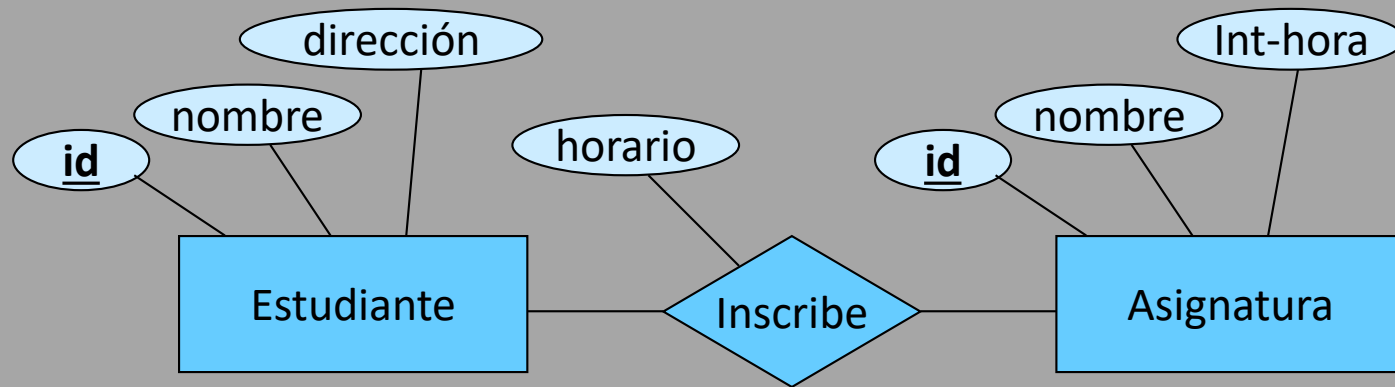 dirección
Int-hora
nombre
nombre
horario
id
id
Estudiante
Inscribe
Asignatura